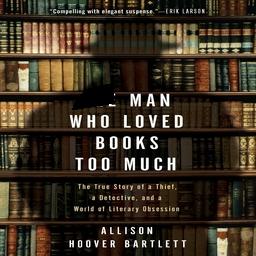 "Compelling with elegant suspense." —ERIK LARSON
MAN
WHO LOVED
BOOKS
TOO MUCH
The True Story of a Thief,
a Detective, and a
World of Literary Obsession
ALLISON
HOOVER BARTLETT